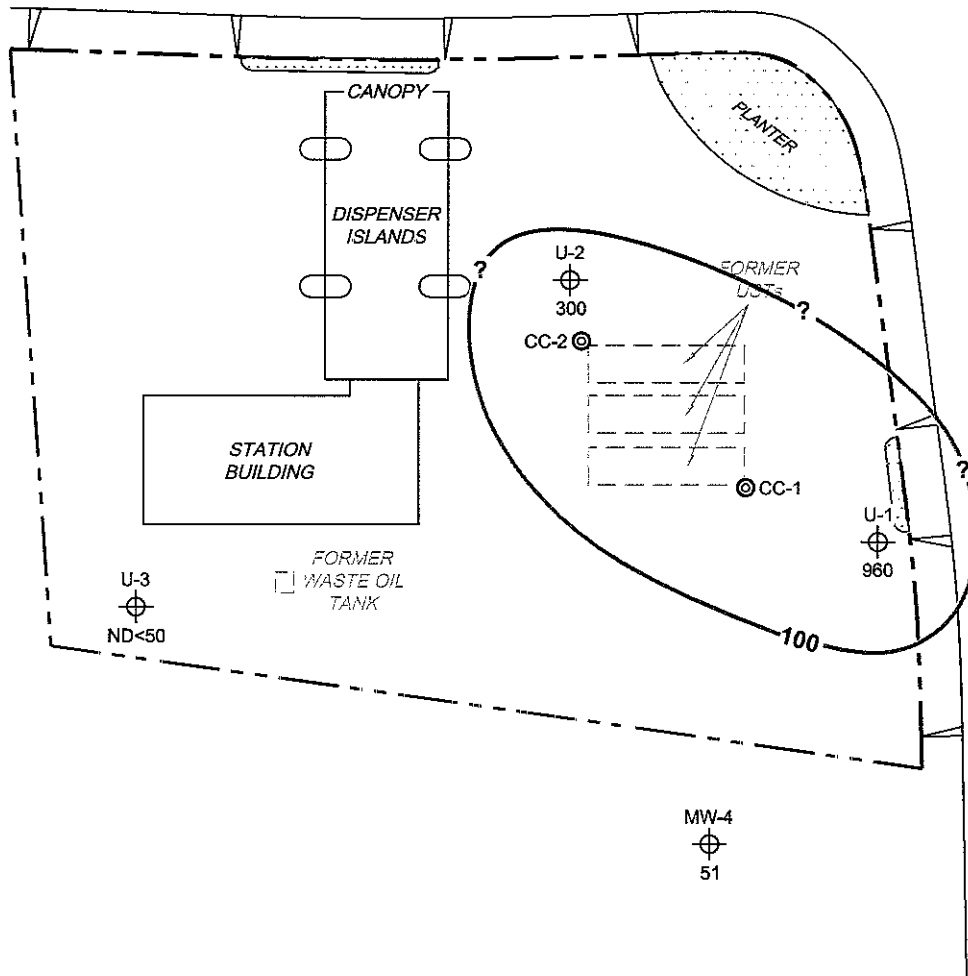 CANOPY
PLANTER
DISPENSER
ISLANDS
U-2
300
?
FORMER
USTs
?
CC-2
STATION
BUILDING
?
CC-1
U-1
960
FORMER
WASTE OIL
TANK
U-3
ND<50
100
MW-4
51